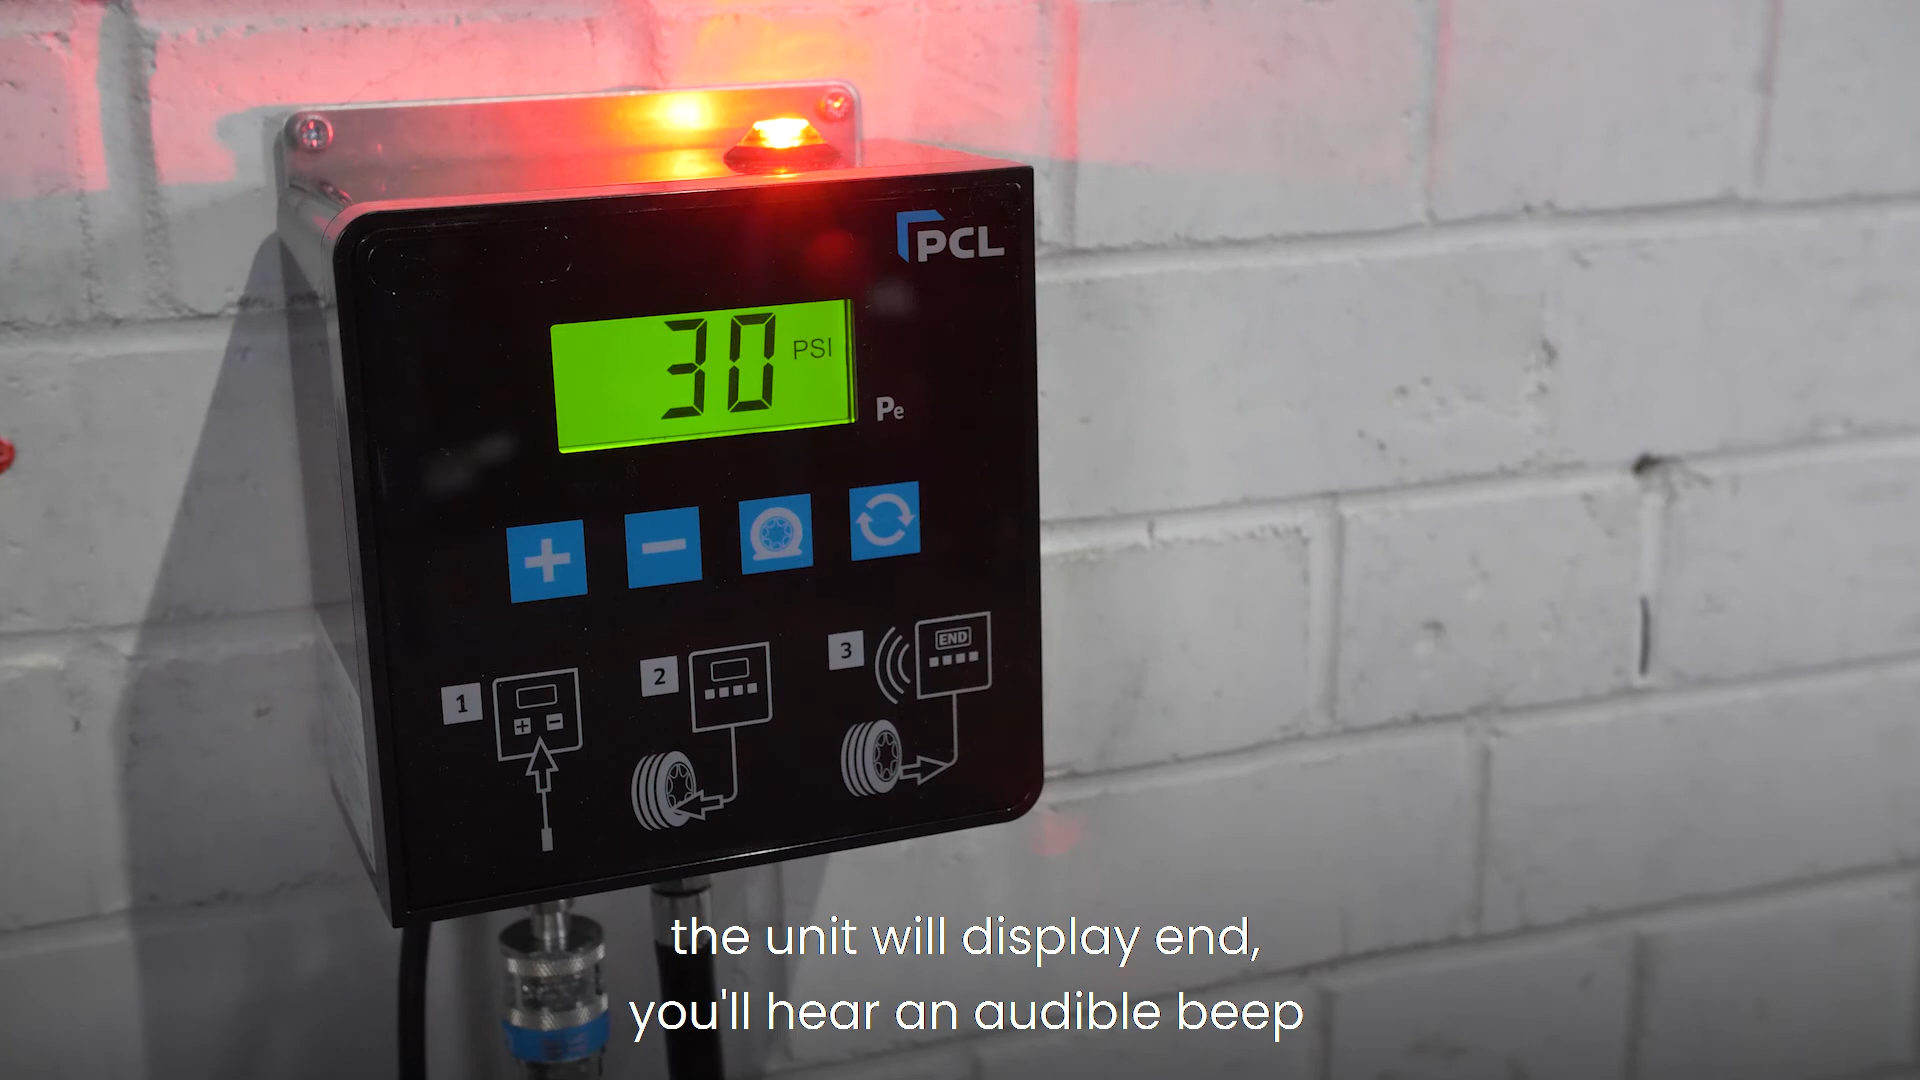 PCL
30 PSI
Pe
+ −
1
2
3
END
+ −
the unit will display end,
you'll hear an audible beep